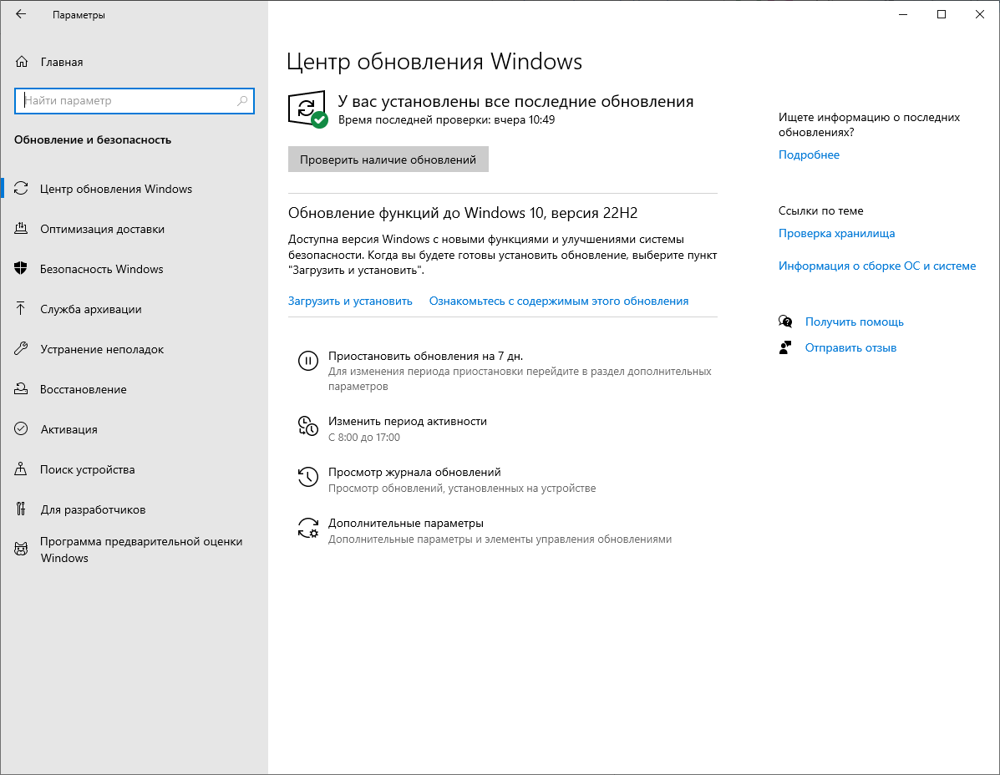 Параметры
Главная
Найти параметр
Обновление и безопасность
Центр обновления Windows
Оптимизация доставки
Безопасность Windows
Служба архивации
Устранение неполадок
Восстановление
Активация
Поиск устройства
Для разработчиков
Программа предварительной оценки
Windows
Центр обновления Windows
У вас установлены все последние обновления
Время последней проверки: вчера 10:49
Проверить наличие обновлений
Обновление функций до Windows 10, версия 22H2
Доступна версия Windows с новыми функциями и улучшениями системы
безопасности. Когда вы будете готовы установить обновление, выберите пункт
"Загрузить и установить".
Загрузить и установить
Ознакомьтесь с содержимым этого обновления
Приостановить обновления на 7 дн.
Для изменения периода приостановки перейдите в раздел дополнительных
параметров
Изменить период активности
С 8:00 до 17:00
Просмотр журнала обновлений
Просмотр обновлений, установленных на устройстве
Дополнительные параметры
Дополнительные параметры и элементы управления обновлениями
Ищете информацию о последних
обновлениях?
Подробнее
Ссылки по теме
Проверка хранилища
Информация о сборке ОС и системе
Получить помощь
Отправить отзыв